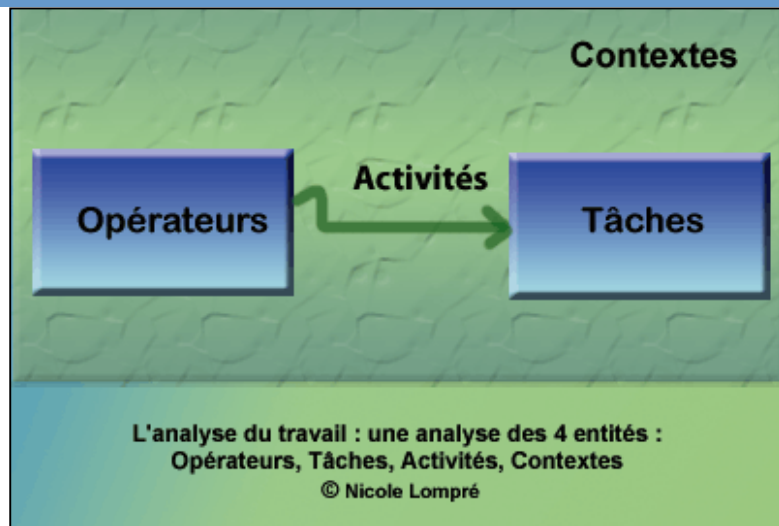 Contextes
Activités
Opérateurs
Tâches
L'analyse du travail : une analyse des 4 entités :
Opérateurs, Tâches, Activités, Contextes
© Nicole Lompré